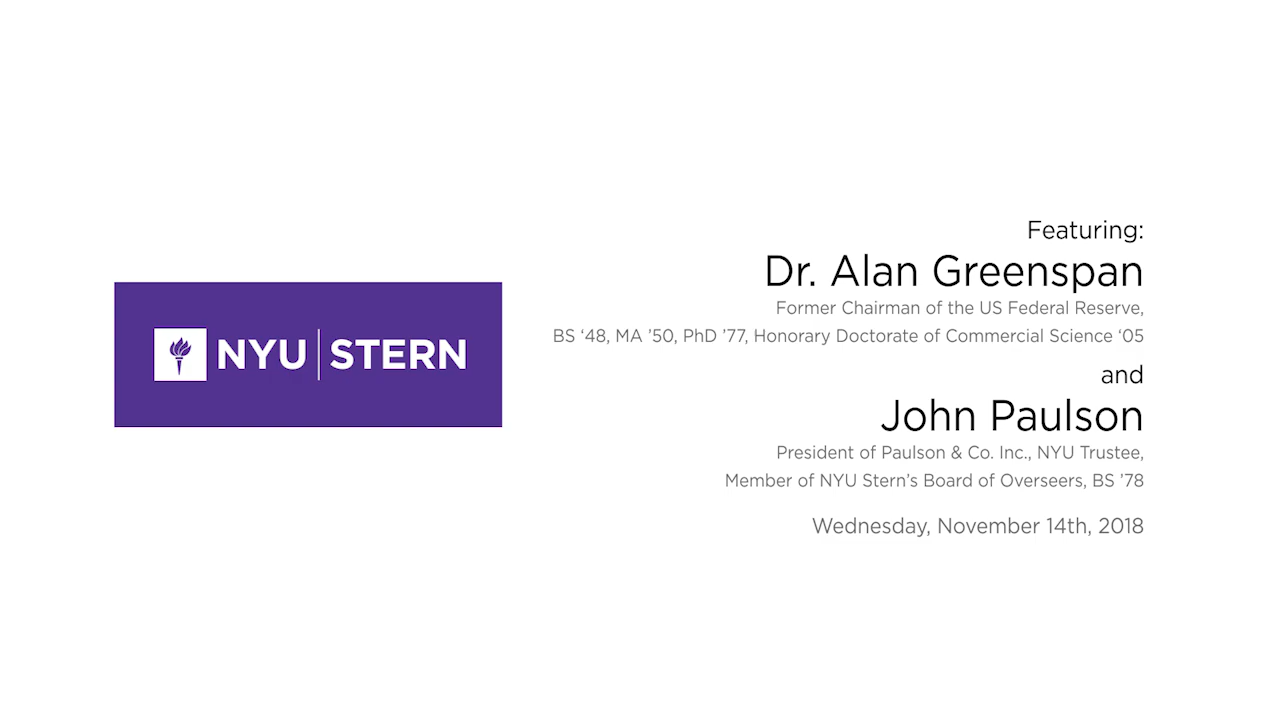 NYU STERN
Featuring:
Dr. Alan Greenspan
Former Chairman of the US Federal Reserve,
BS ‘48, MA ’50, PhD ’77, Honorary Doctorate of Commercial Science ‘05
and
John Paulson
President of Paulson & Co. Inc., NYU Trustee,
Member of NYU Stern’s Board of Overseers, BS ’78
Wednesday, November 14th, 2018